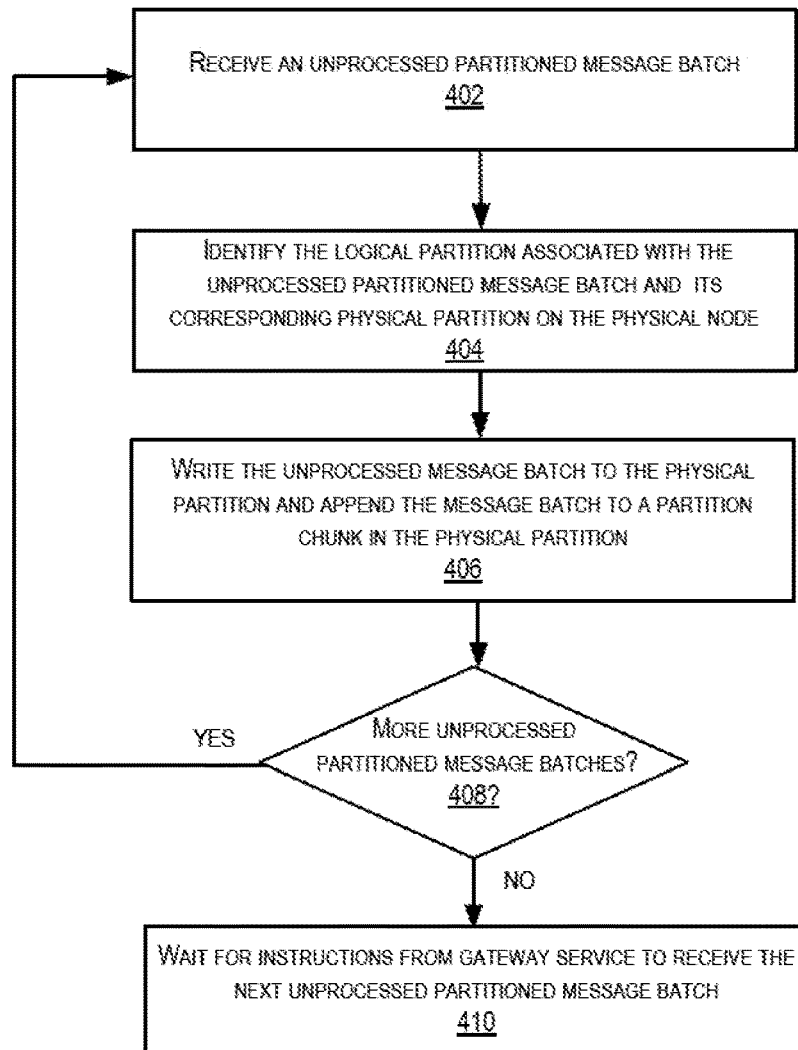 RECEIVE AN UNPROCESSED PARTITIONED MESSAGE BATCH
402
IDENTIFY THE LOGICAL PARTITION ASSOCIATED WITH THE
UNPROCESSED PARTITIONED MESSAGE BATCH AND ITS
CORRESPONDING PHYSICAL PARTITION ON THE PHYSICAL NODE
404
WRITE THE UNPROCESSED MESSAGE BATCH TO THE PHYSICAL
PARTITION AND APPEND THE MESSAGE BATCH TO A PARTITION
CHUNK IN THE PHYSICAL PARTITION
406
YES
MORE UNPROCESSED
PARTITIONED MESSAGE BATCHES?
408?
NO
WAIT FOR INSTRUCTIONS FROM GATEWAY SERVICE TO RECEIVE THE
NEXT UNPROCESSED PARTITIONED MESSAGE BATCH
410